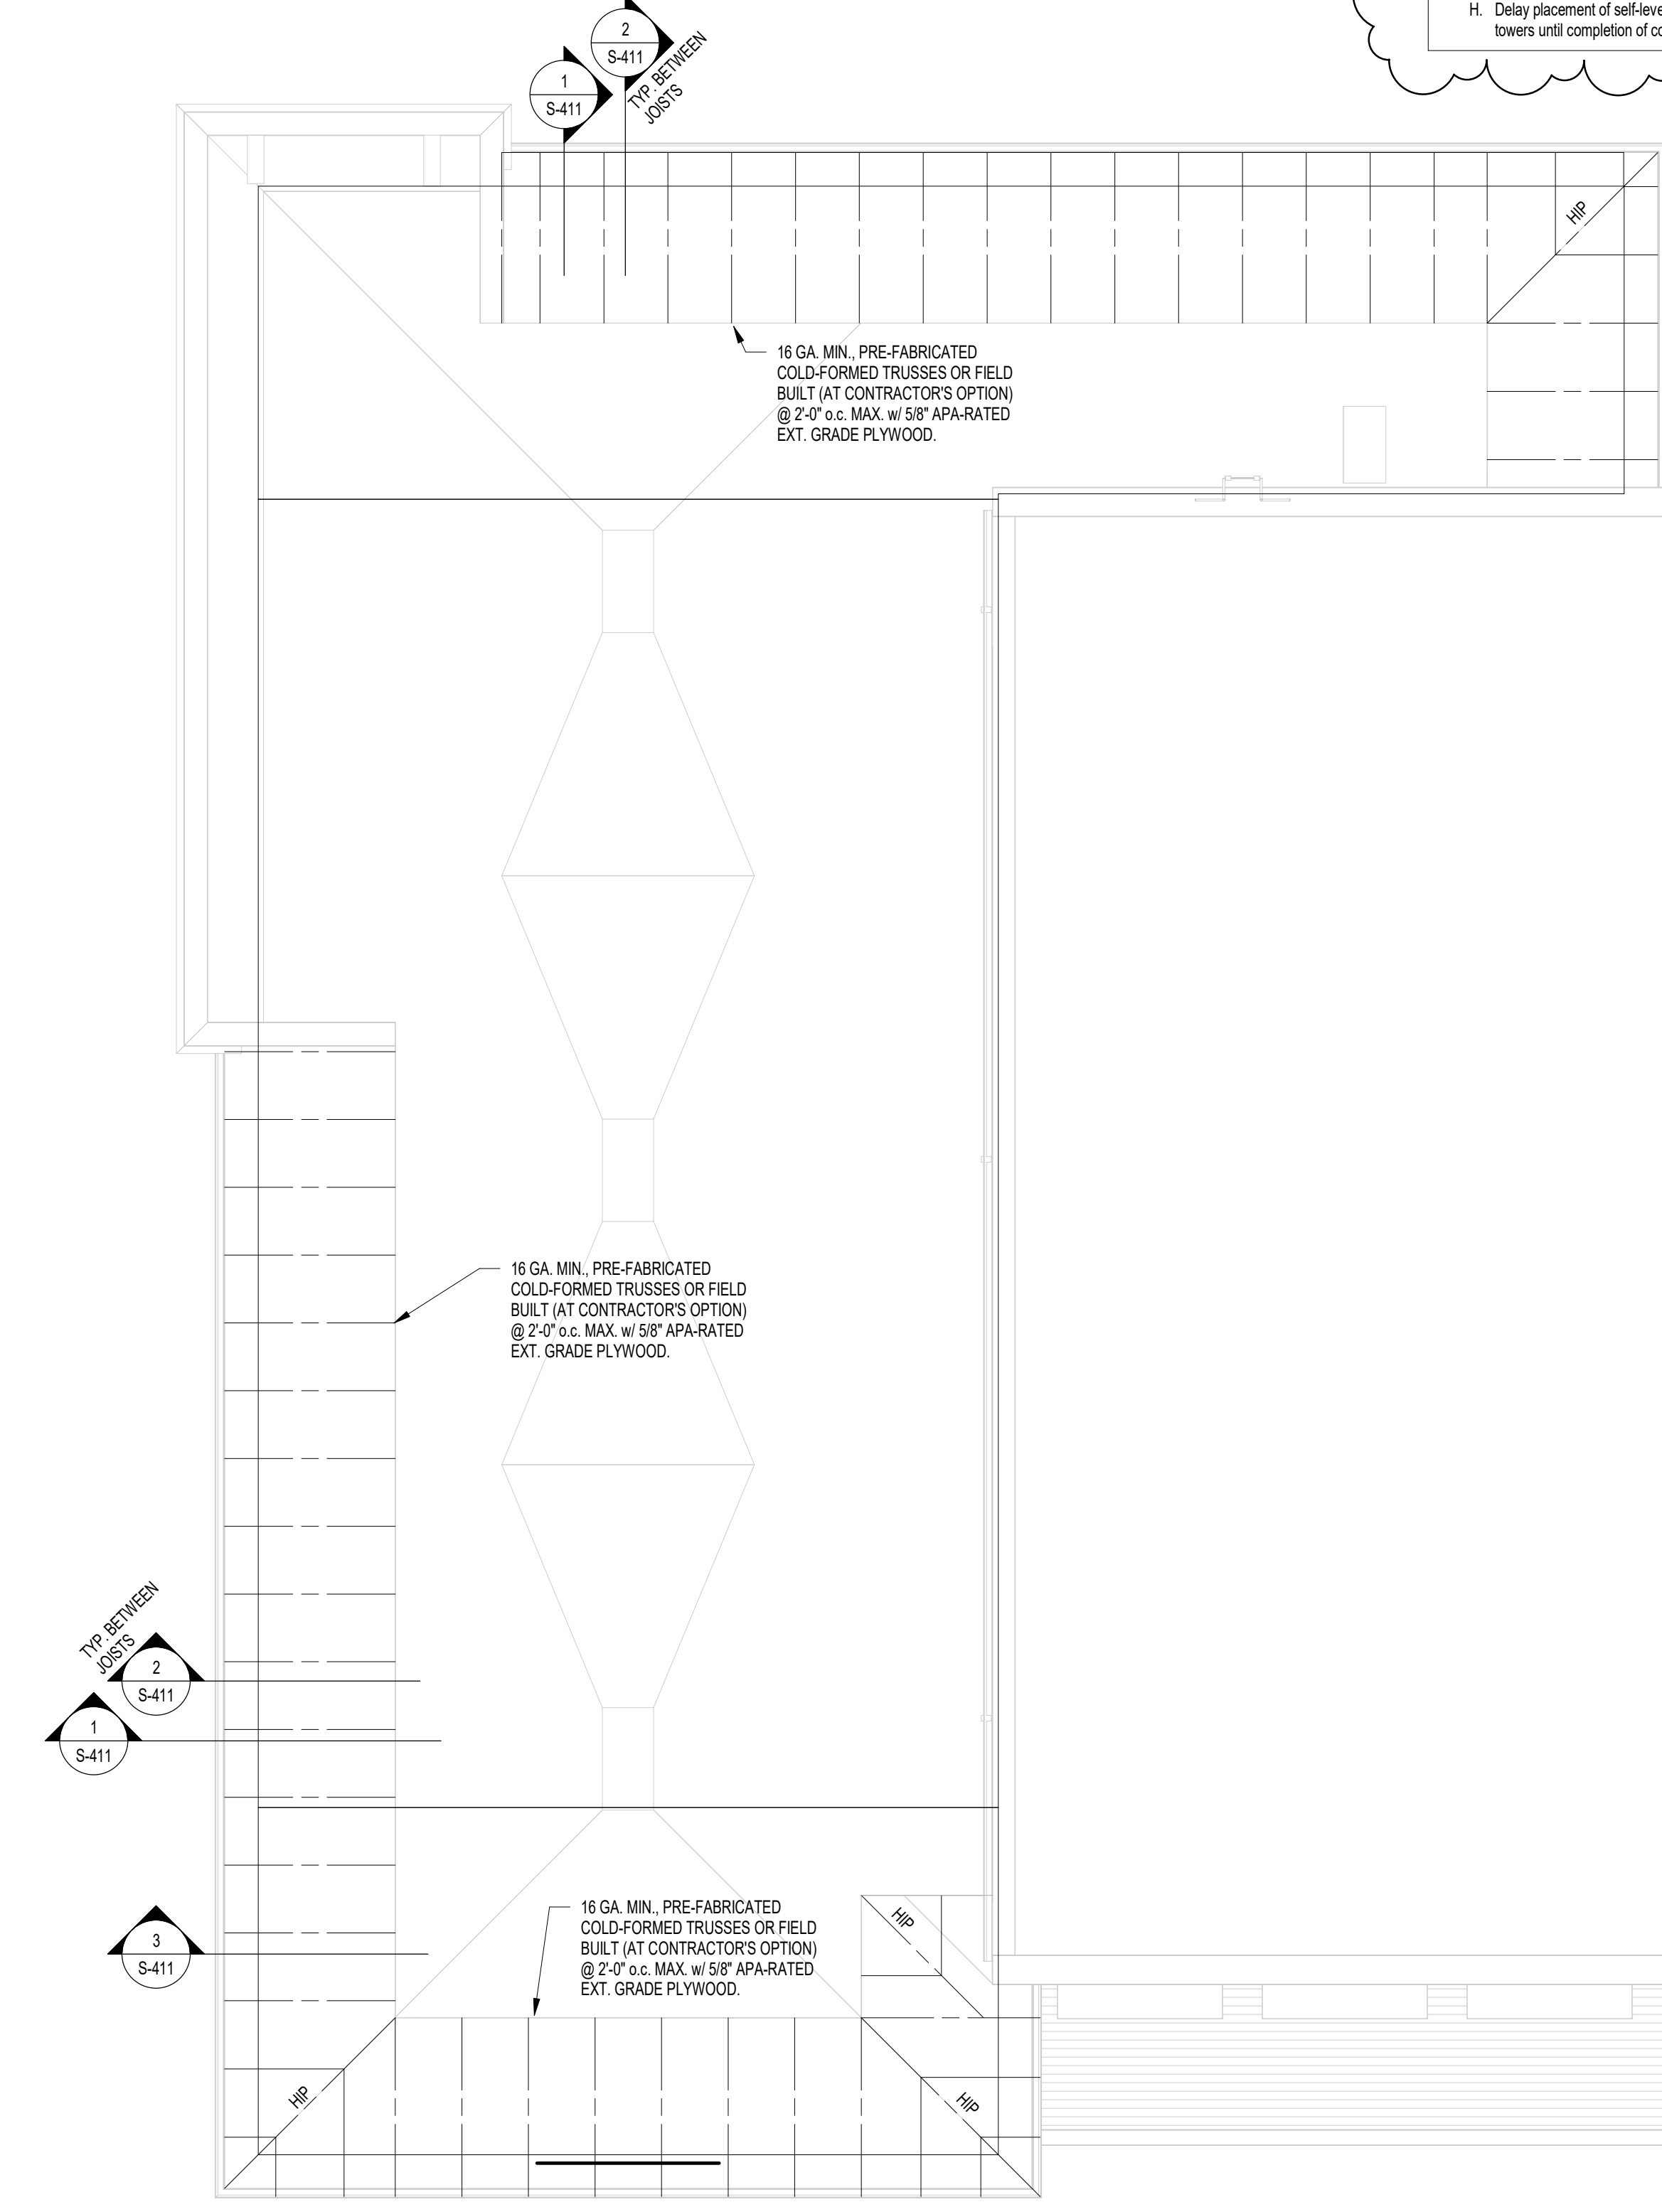 H. Delay placement of self-leve
towers until completion of co
2
S-411
TYP. BETWEEN
JOISTS
1
S-411
HIP
16 GA. MIN., PRE-FABRICATED
COLD-FORMED TRUSSES OR FIELD
BUILT (AT CONTRACTOR'S OPTION)
@ 2'-0" o.c. MAX. w/ 5/8" APA-RATED
EXT. GRADE PLYWOOD.
16 GA. MIN., PRE-FABRICATED
COLD-FORMED TRUSSES OR FIELD
BUILT (AT CONTRACTOR'S OPTION)
@ 2'-0" o.c. MAX. w/ 5/8" APA-RATED
EXT. GRADE PLYWOOD.
TYP. BETWEEN
JOISTS
2
S-411
1
S-411
3
S-411
16 GA. MIN., PRE-FABRICATED
COLD-FORMED TRUSSES OR FIELD
BUILT (AT CONTRACTOR'S OPTION)
@ 2'-0" o.c. MAX. w/ 5/8" APA-RATED
EXT. GRADE PLYWOOD.
HIP
HIP
HIP